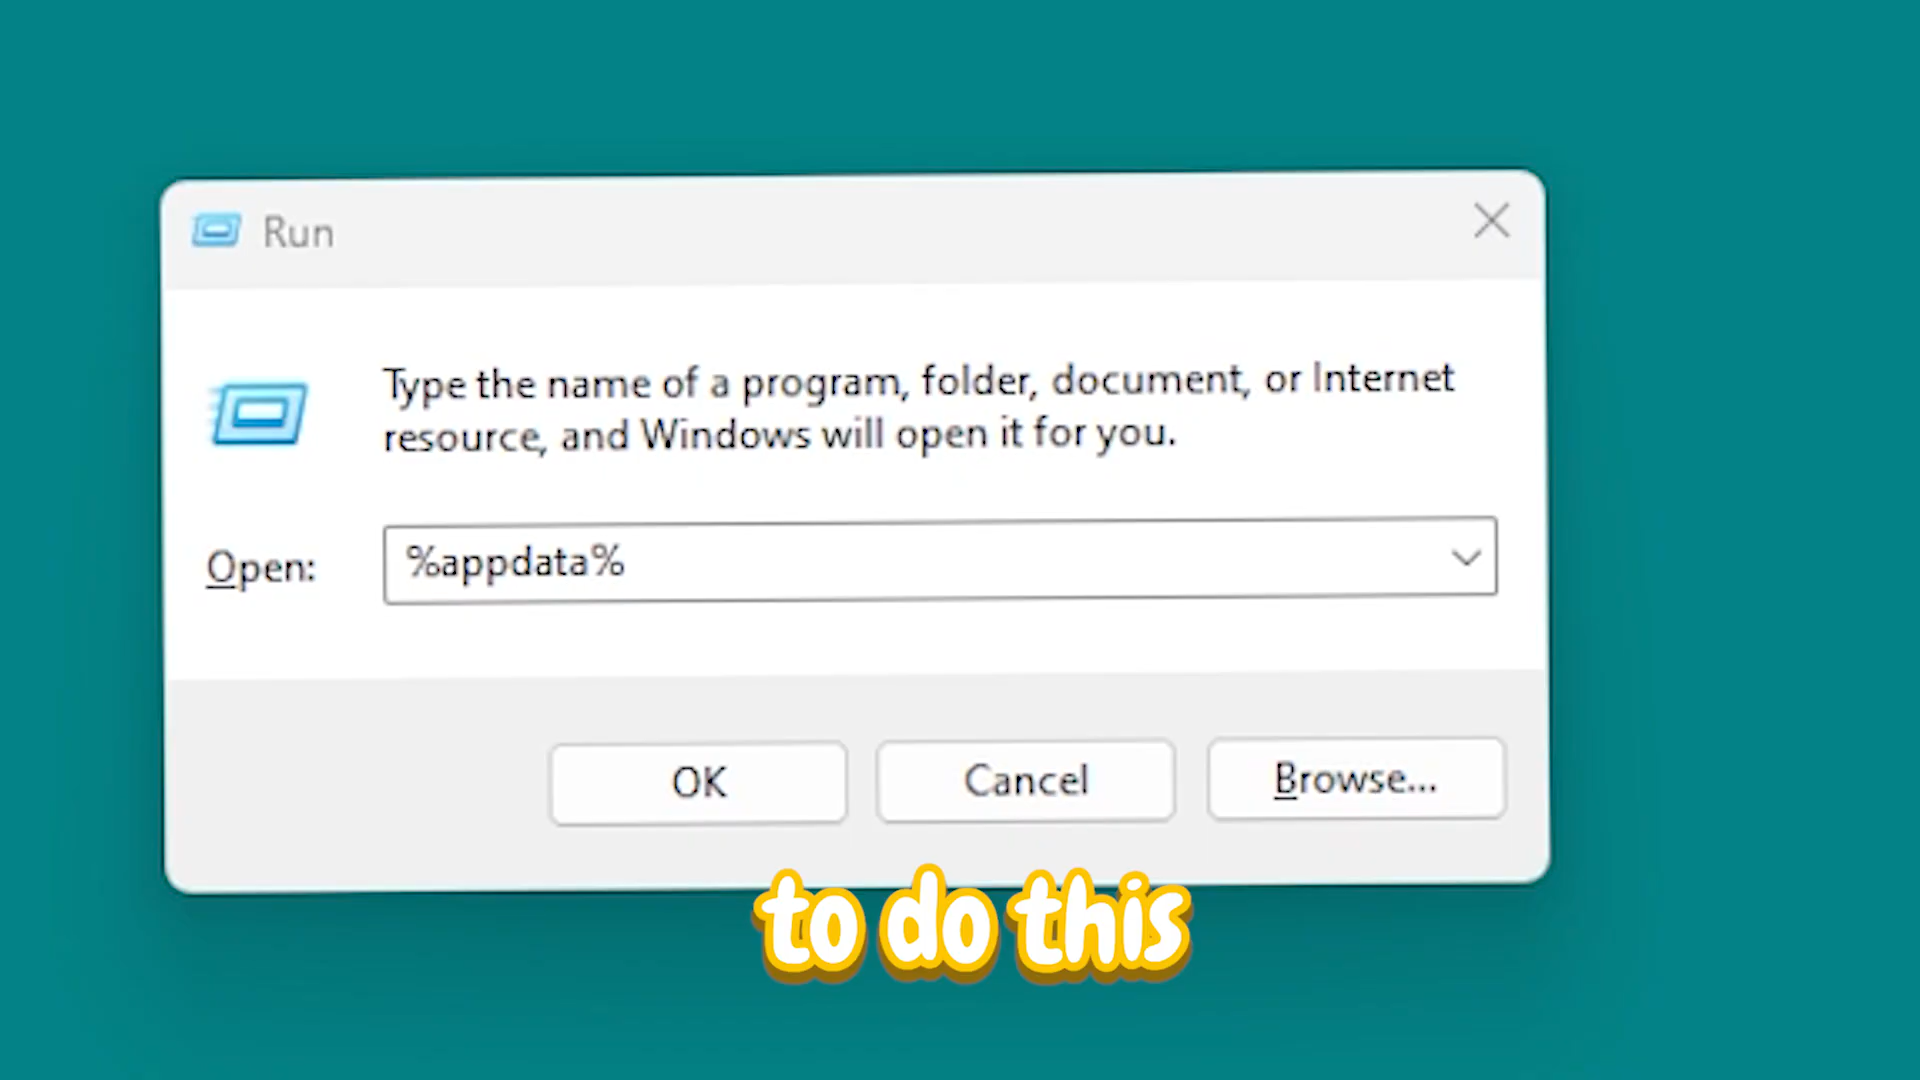 Run
Type the name of a program, folder, document, or Internet
resource, and Windows will open it for you.
Open:
%appdata%
OK
Cancel
Browse...
to do this